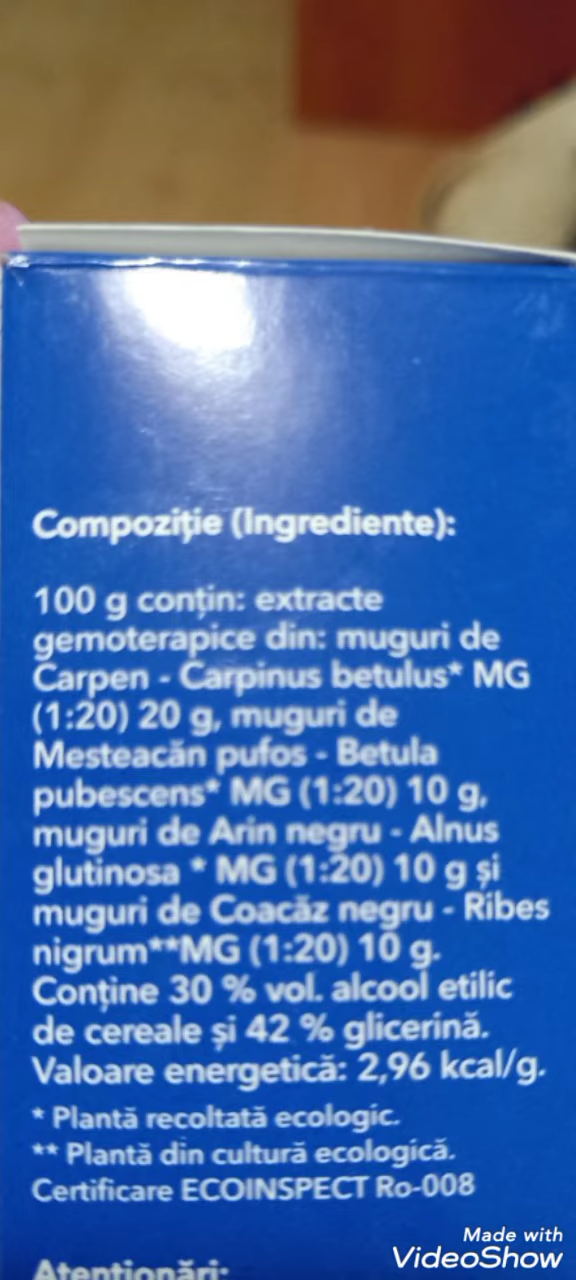 Compoziție (Ingrediente):
100 g conțin: extracte
gemoterapice din: muguri de
Carpen - Carpinus betulus* MG
(1:20) 20 g, muguri de
Mesteacăn pufos - Betula
pubescens* MG (1:20) 10 g,
muguri de Arin negru - Alnus
glutinosa * MG (1:20) 10 g și
muguri de Coacăz negru - Ribes
nigrum**MG (1:20) 10 g.
Conține 30 % vol. alcool etilic
de cereale și 42 % glicerină.
Valoare energetică: 2,96 kcal/g.
* Plantă recoltată ecologic.
** Plantă din cultură ecologică.
Certificare ECOINSPECT Ro-008
Atenționări:
Made with
VideoShow